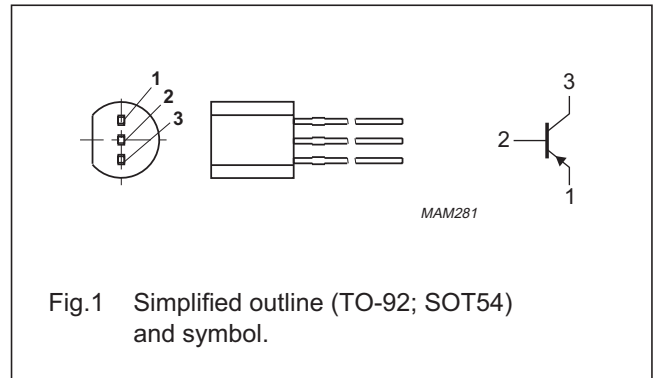 1
2
3
3
2
1
MAM281
Fig.1 Simplified outline (TO-92; SOT54)
and symbol.